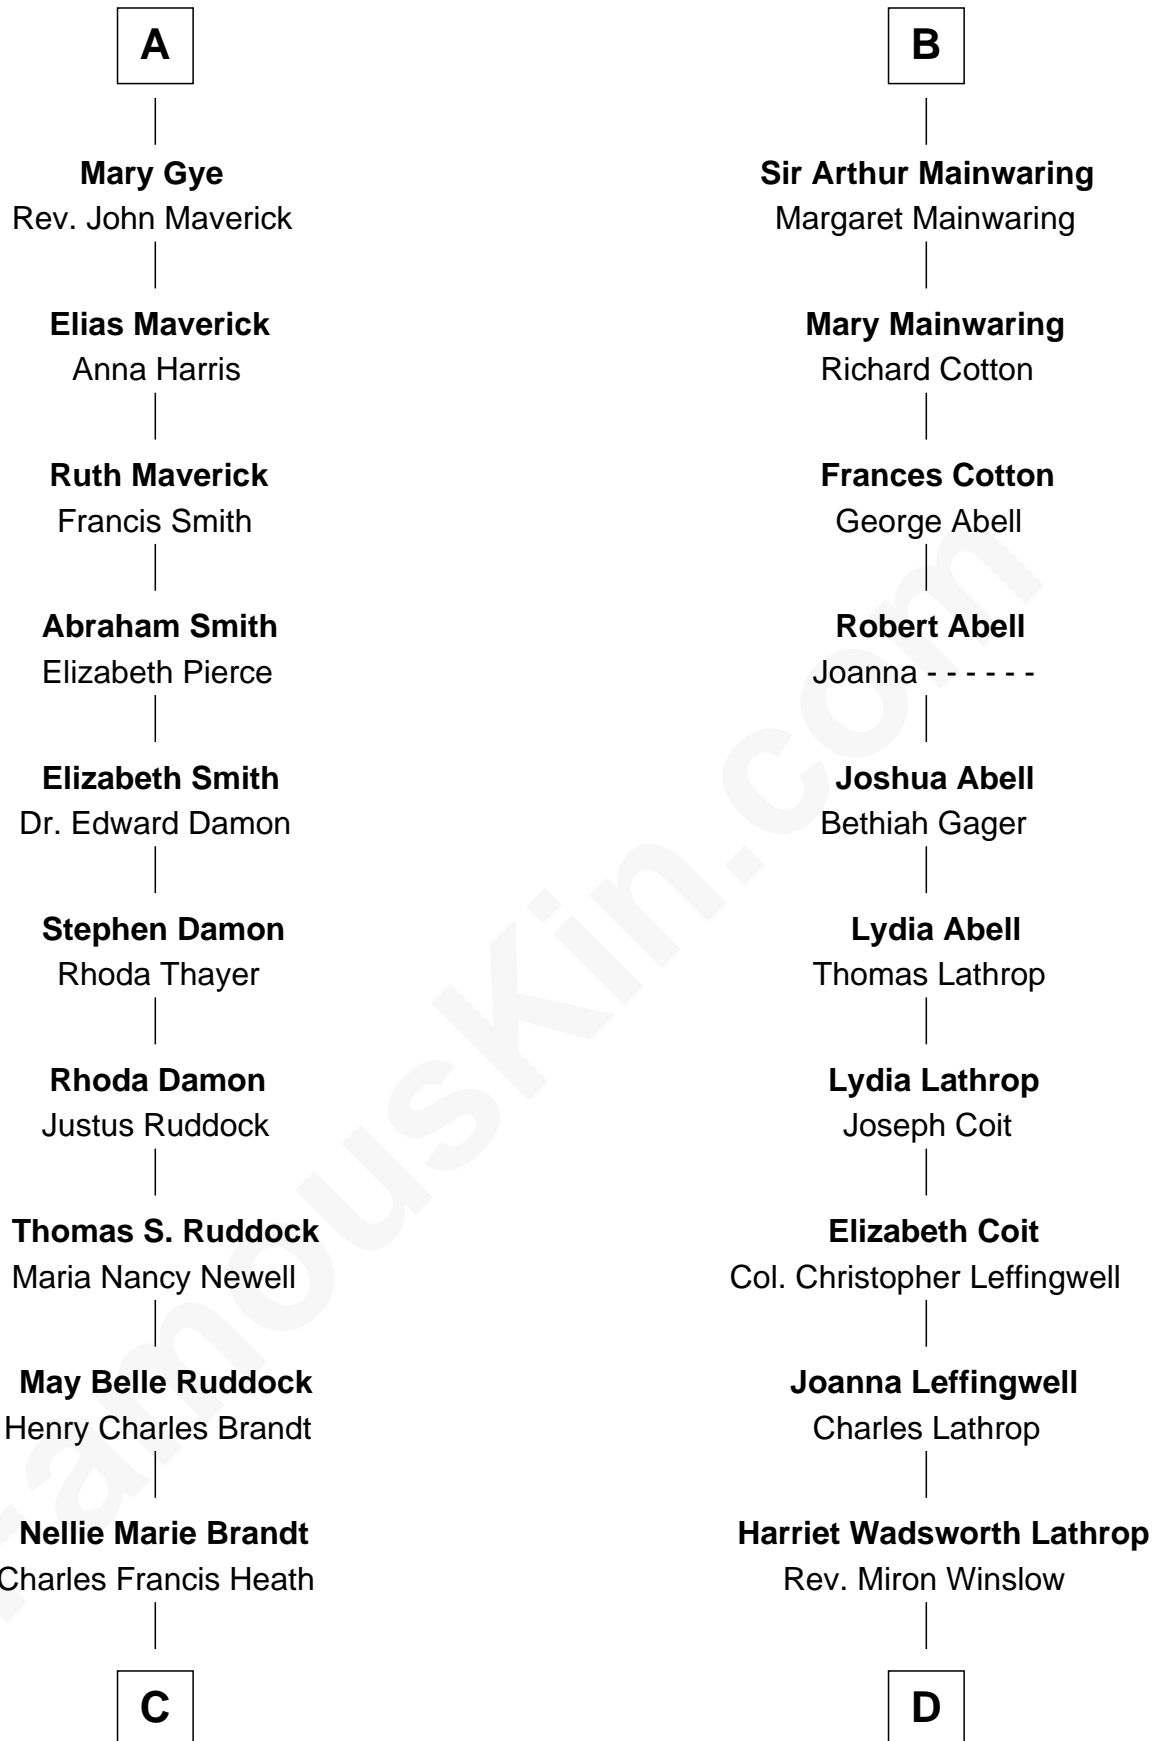 A
Mary Gye
Rev. John Maverick
Elias Maverick
Anna Harris
Ruth Maverick
Francis Smith
Abraham Smith
Elizabeth Pierce
Elizabeth Smith
Dr. Edward Damon
Stephen Damon
Rhoda Thayer
Rhoda Damon
Justus Ruddock
Thomas S. Ruddock
Maria Nancy Newell
May Belle Ruddock
Henry Charles Brandt
Nellie Marie Brandt
Charles Francis Heath
C
B
Sir Arthur Mainwaring
Margaret Mainwaring
Mary Mainwaring
Richard Cotton
Frances Cotton
George Abell
Robert Abell
Joanna - - - - - -
Joshua Abell
Bethiah Gager
Lydia Abell
Thomas Lathrop
Lydia Lathrop
Joseph Coit
Elizabeth Coit
Col. Christopher Leffingwell
Joanna Leffingwell
Charles Lathrop
Harriet Wadsworth Lathrop
Rev. Miron Winslow
D
FamousKin.com